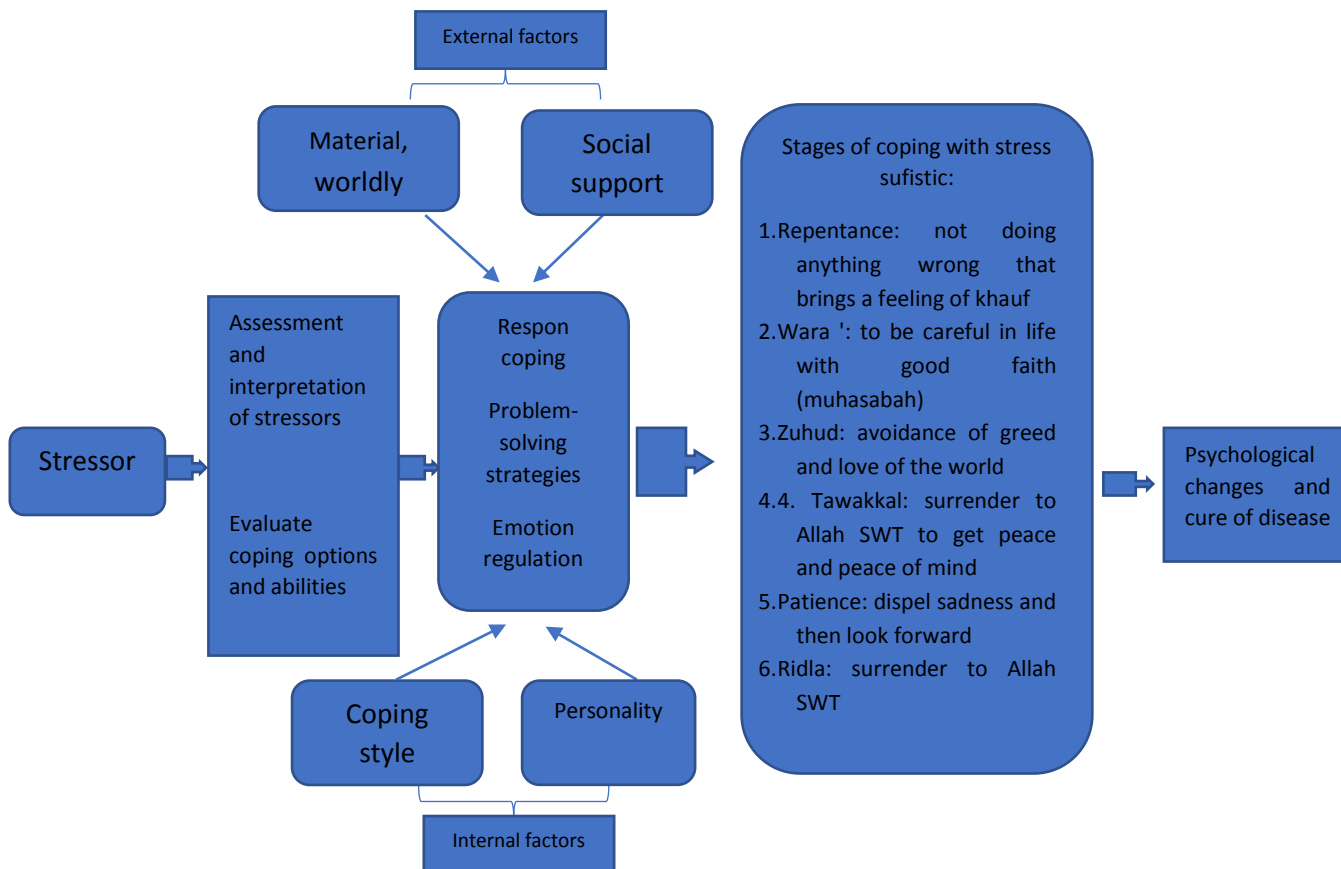 External factors
Material,
worldly
Social
support
Stressor
Assessment
and
interpretation
of stressors
Evaluate
coping options
and abilities
Respon
coping
Problem-
solving
strategies
Emotion
regulation
Coping
style
Personality
Internal factors
Stages of coping with stress
sufistic:
1.Repentance: not doing
anything wrong that
brings a feeling of khauf
2.Wara ': to be careful in life
with good faith
(muhasabah)
3.Zuhud: avoidance of greed
and love of the world
4.4. Tawakkal: surrender to
Allah SWT to get peace
and peace of mind
5.Patience: dispel sadness and
then look forward
6.Ridla: surrender to Allah
SWT
Psychological
changes and
cure of disease